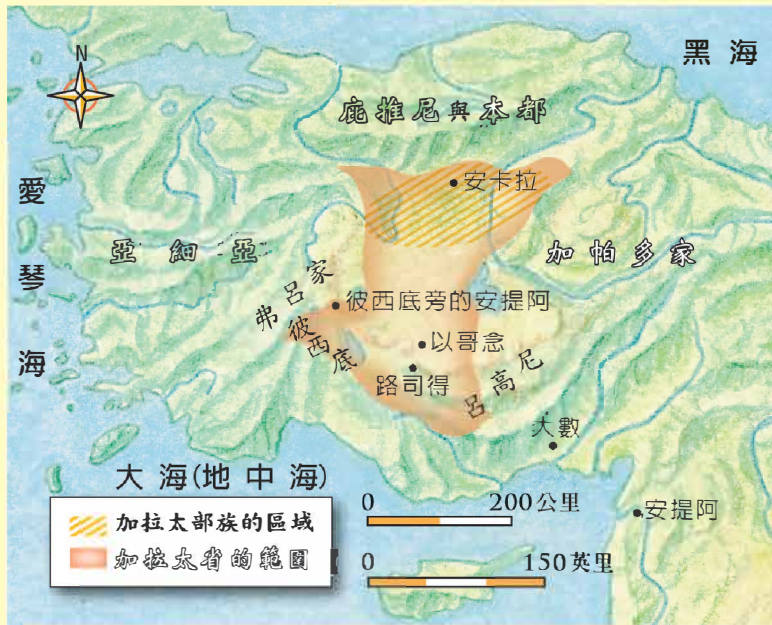 N
黑海
庇推尼與本都
安卡拉
愛琴海
亞細亞
加帕多家
弗呂家
彼西底旁的安提阿
彼西底
以哥念
路司得
呂高尼
大數
大海(地中海)
安提阿
加拉太部族的區域
加拉太省的範圍
0 200公里
0 150英里